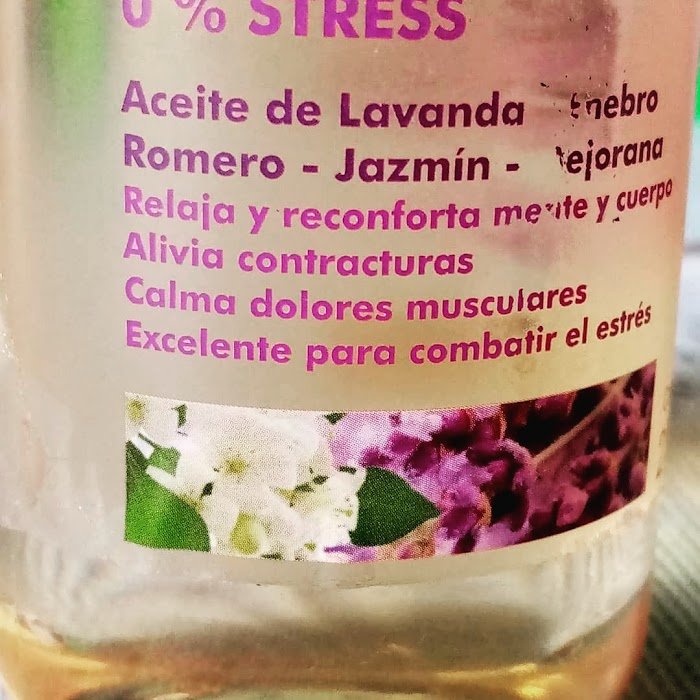 0 % STRESS
Aceite de Lavanda
Romero - Jazmín -
Relaja y reconforta mente y cuerpo
Alivia contracturas
Calma dolores musculares
Excelente para combatir el estrés